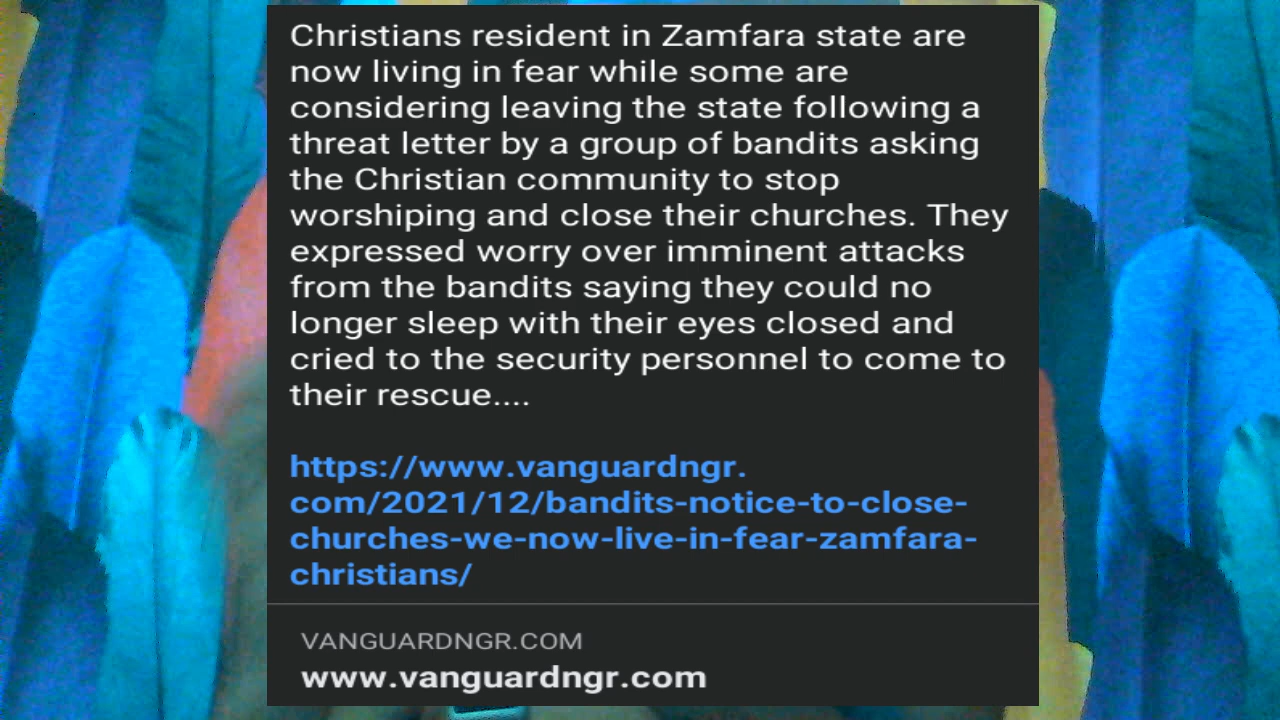 Christians resident in Zamfara state are
now living in fear while some are
considering leaving the state following a
threat letter by a group of bandits asking
the Christian community to stop
worshiping and close their churches. They
expressed worry over imminent attacks
from the bandits saying they could no
longer sleep with their eyes closed and
cried to the security personnel to come to
their rescue....
https://www.vanguardngr.
com/2021/12/bandits-notice-to-close-
churches-we-now-live-in-fear-zamfara-
christians/
VANGUARDNGR.COM
www.vanguardngr.com